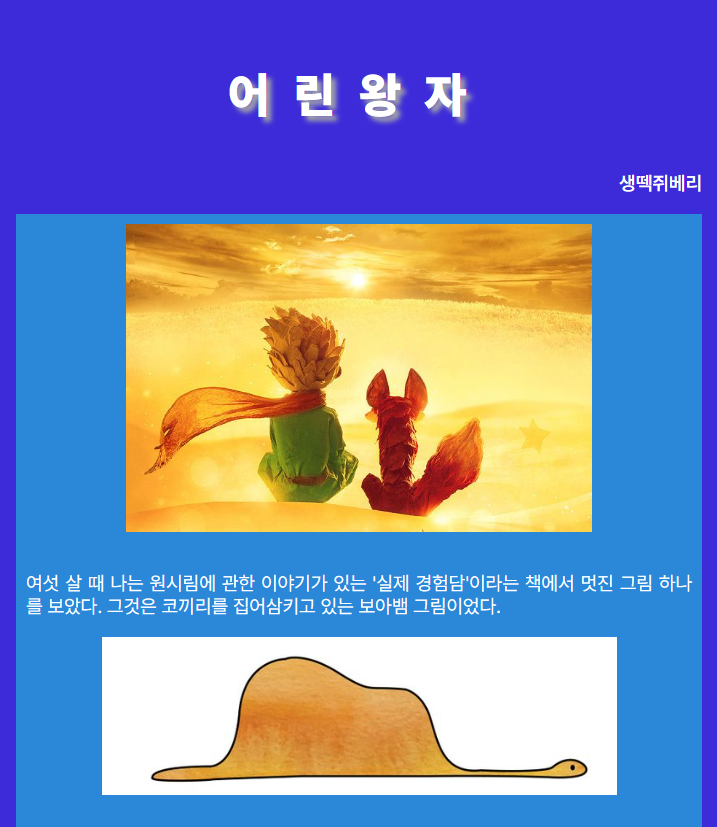 어 린 왕 자
생떽쥐베리
여섯 살 때 나는 원시림에 관한 이야기가 있는 '실제 경험담'이라는 책에서 멋진 그림 하나
를 보았다. 그것은 코끼리를 집어삼키고 있는 보아뱀 그림이었다.